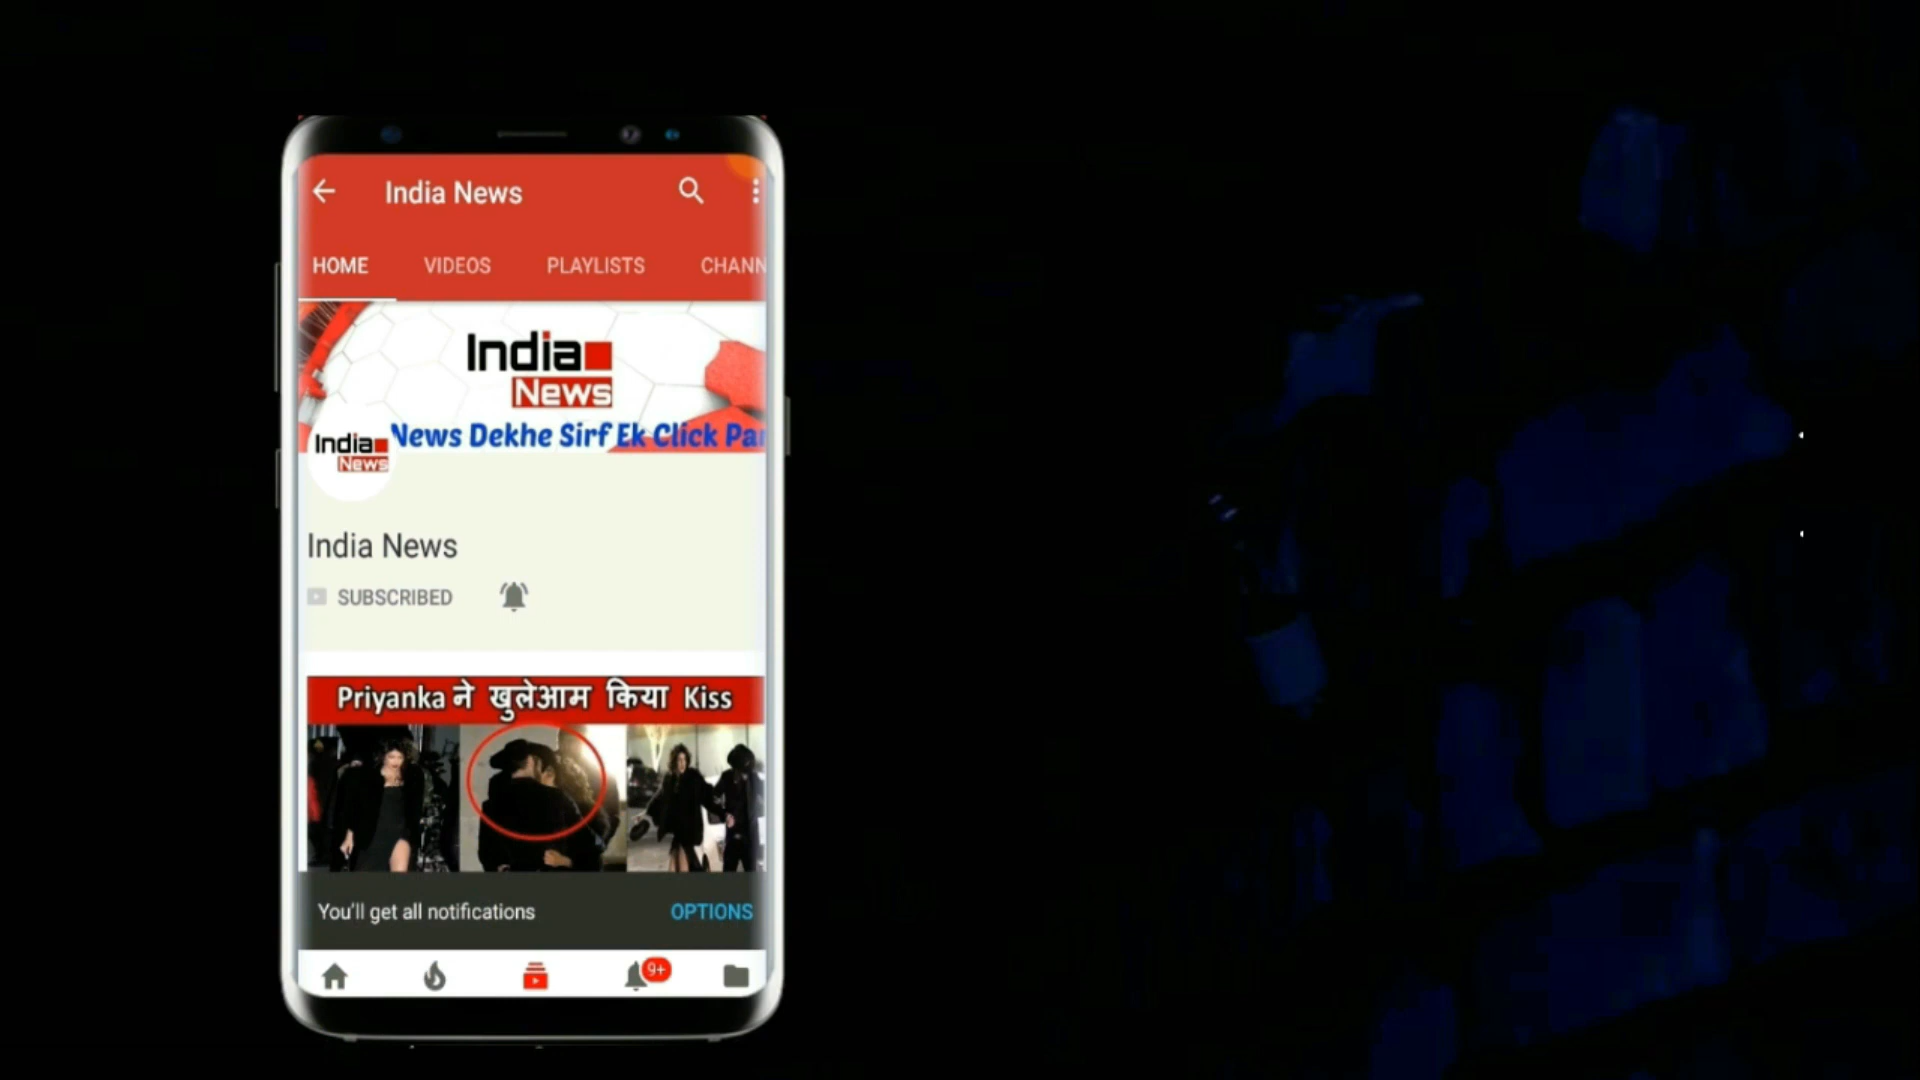 India News
HOME VIDEOS PLAYLISTS CHANN
India
News
News Dekhe Sirf Ek Click Par
India
News
India News
SUBSCRIBED
Priyanka ने खुलेआम किया Kiss
You'll get all notifications OPTIONS
9+